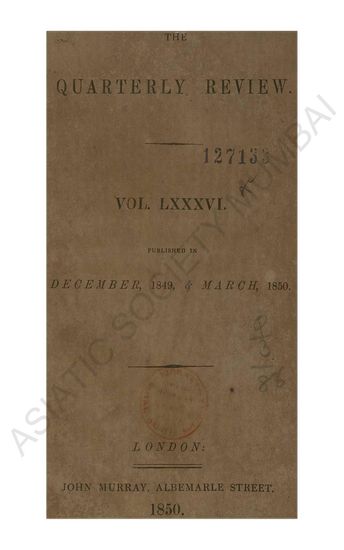 THE
QUARTERLY REVIEW.
127133
VOL. LXXXVI.
PUBLISHED IN
DECEMBER, 1849, & MARCH, 1850.
LONDON:
JOHN MURRAY, ALBEMARLE STREET.
1850.
ASIATIC SOCIETY MUMBAI